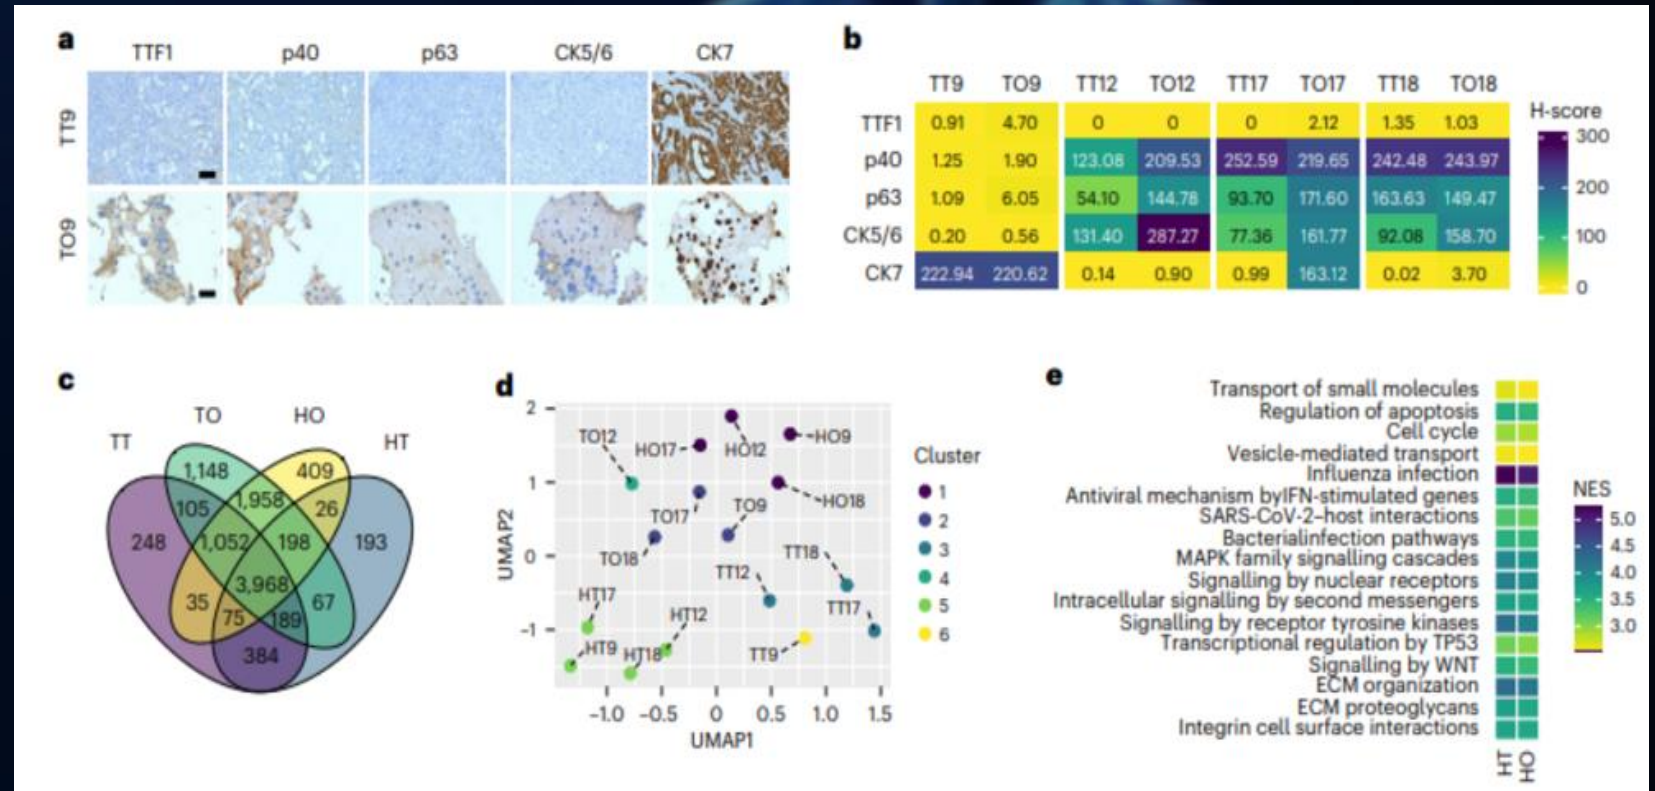 a
TTF1 p40 p63 CK5/6 CK7
TT9
TO9
b
TT9 TO9 TT12 TO12 TT17 TO17 TT18 TO18
TTF1 0.91 4.70 0 0 0 2.12 1.35 1.03
p40 1.25 1.90 123.08 209.53 252.59 219.65 242.48 243.97
p63 1.09 6.05 54.10 144.78 93.70 171.60 163.63 149.47
CK5/6 0.20 0.56 131.40 287.27 77.36 161.77 92.08 158.70
CK7 222.94 220.62 0.14 0.90 0.99 163.12 0.02 3.70
H-score
300
200
100
0
c
TO HO
TT HT
1,148 409
105 1,958 26
248 1,052 198 193
3,968
35 75 189 67
384
d
UMAP2
2
1
0
–1
TO12
HO17
HO12
HO9
HO18
TO17
TO9
TO18
TT18
TT12
TT17
TT9
HT17
HT12
HT9
HT18
–1.0 –0.5 0 0.5 1.0 1.5
UMAP1
Cluster
1
2
3
4
5
6
e
Transport of small molecules
Regulation of apoptosis
Cell cycle
Vesicle-mediated transport
Influenza infection
Antiviral mechanism byIFN-stimulated genes
SARS-CoV-2–host interactions
Bacterialinfection pathways
MAPK family signalling cascades
Signalling by nuclear receptors
Intracellular signalling by second messengers
Signalling by receptor tyrosine kinases
Transcriptional regulation by TP53
Signalling by WNT
ECM organization
ECM proteoglycans
Integrin cell surface interactions
HT HO
NES
5.0
4.5
4.0
3.5
3.0